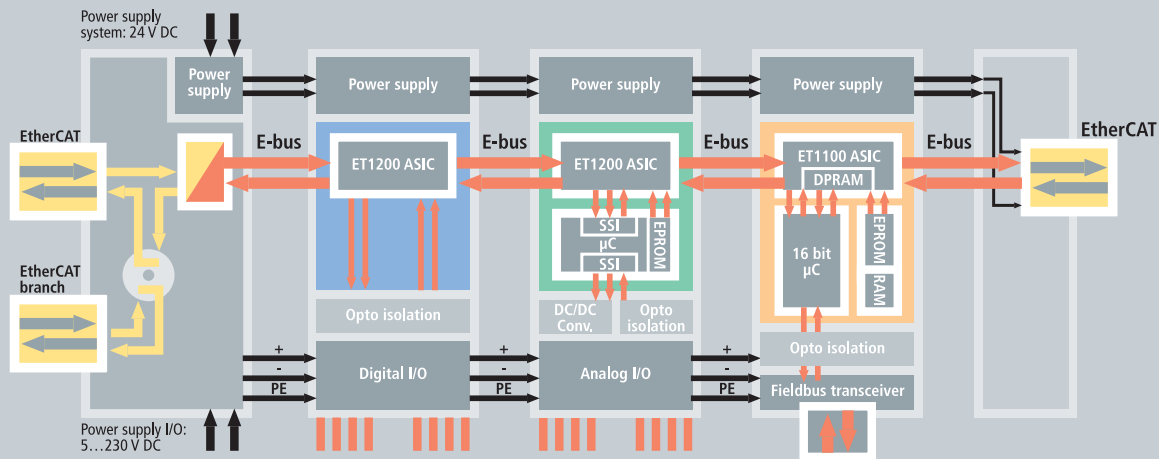 Power supply
system: 24 V DC
Power
supply
Power supply
Power supply
Power supply
EtherCAT
E-bus
E-bus
E-bus
E-bus
EtherCAT
ET1200 ASIC
ET1200 ASIC
ET1100 ASIC
DPRAM
SSI
µC
SSI
EPROM
16 bit
µC
EPROM
RAM
EtherCAT
branch
Opto isolation
DC/DC
Conv.
Opto
isolation
Opto isolation
+
-
PE
Digital I/O
+
-
PE
Analog I/O
+
-
PE
Fieldbus transceiver
Power supply I/O:
5...230 V DC